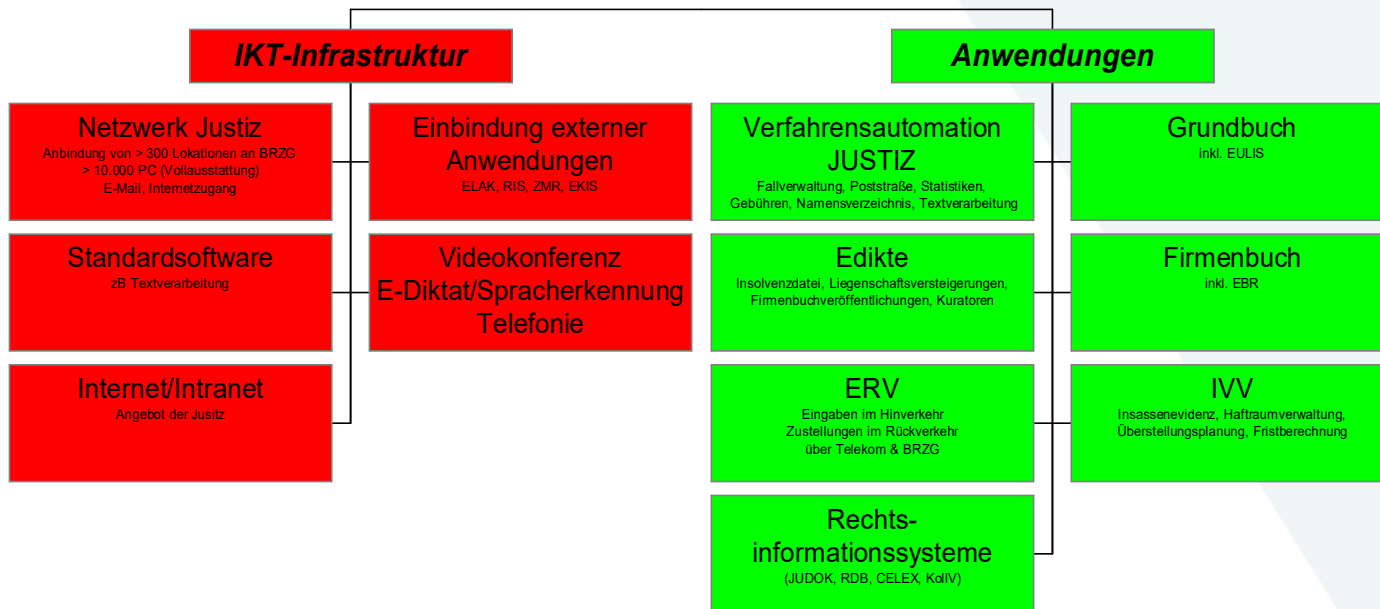 IKT-Infrastruktur
Netzwerk Justiz
Anbindung von > 300 Lokationen an BRZG
> 10.000 PC (Vollausstattung)
E-Mail, Internetzugang
Einbindung externer
Anwendungen
ELAK, RIS, ZMR, EKIS
Standardsoftware
zB Textverarbeitung
Videokonferenz
E-Diktat/Spracherkennung
Telefonie
Internet/Intranet
Angebot der Jusitz
Anwendungen
Verfahrensautomation
JUSTIZ
Fallverwaltung, Poststraße, Statistiken,
Gebühren, Namensverzeichnis, Textverarbeitung
Grundbuch
inkl. EULIS
Edikte
Insolvenzdatei, Liegenschaftsversteigerungen,
Firmenbuchveröffentlichungen, Kuratoren
Firmenbuch
inkl. EBR
ERV
Eingaben im Hinverkehr
Zustellungen im Rückverkehr
über Telekom & BRZG
IVV
Insassenevidenz, Haftraumverwaltung,
Überstellungsplanung, Fristberechnung
Rechts-
informationssysteme
(JUDOK, RDB, CELEX, KolIV)